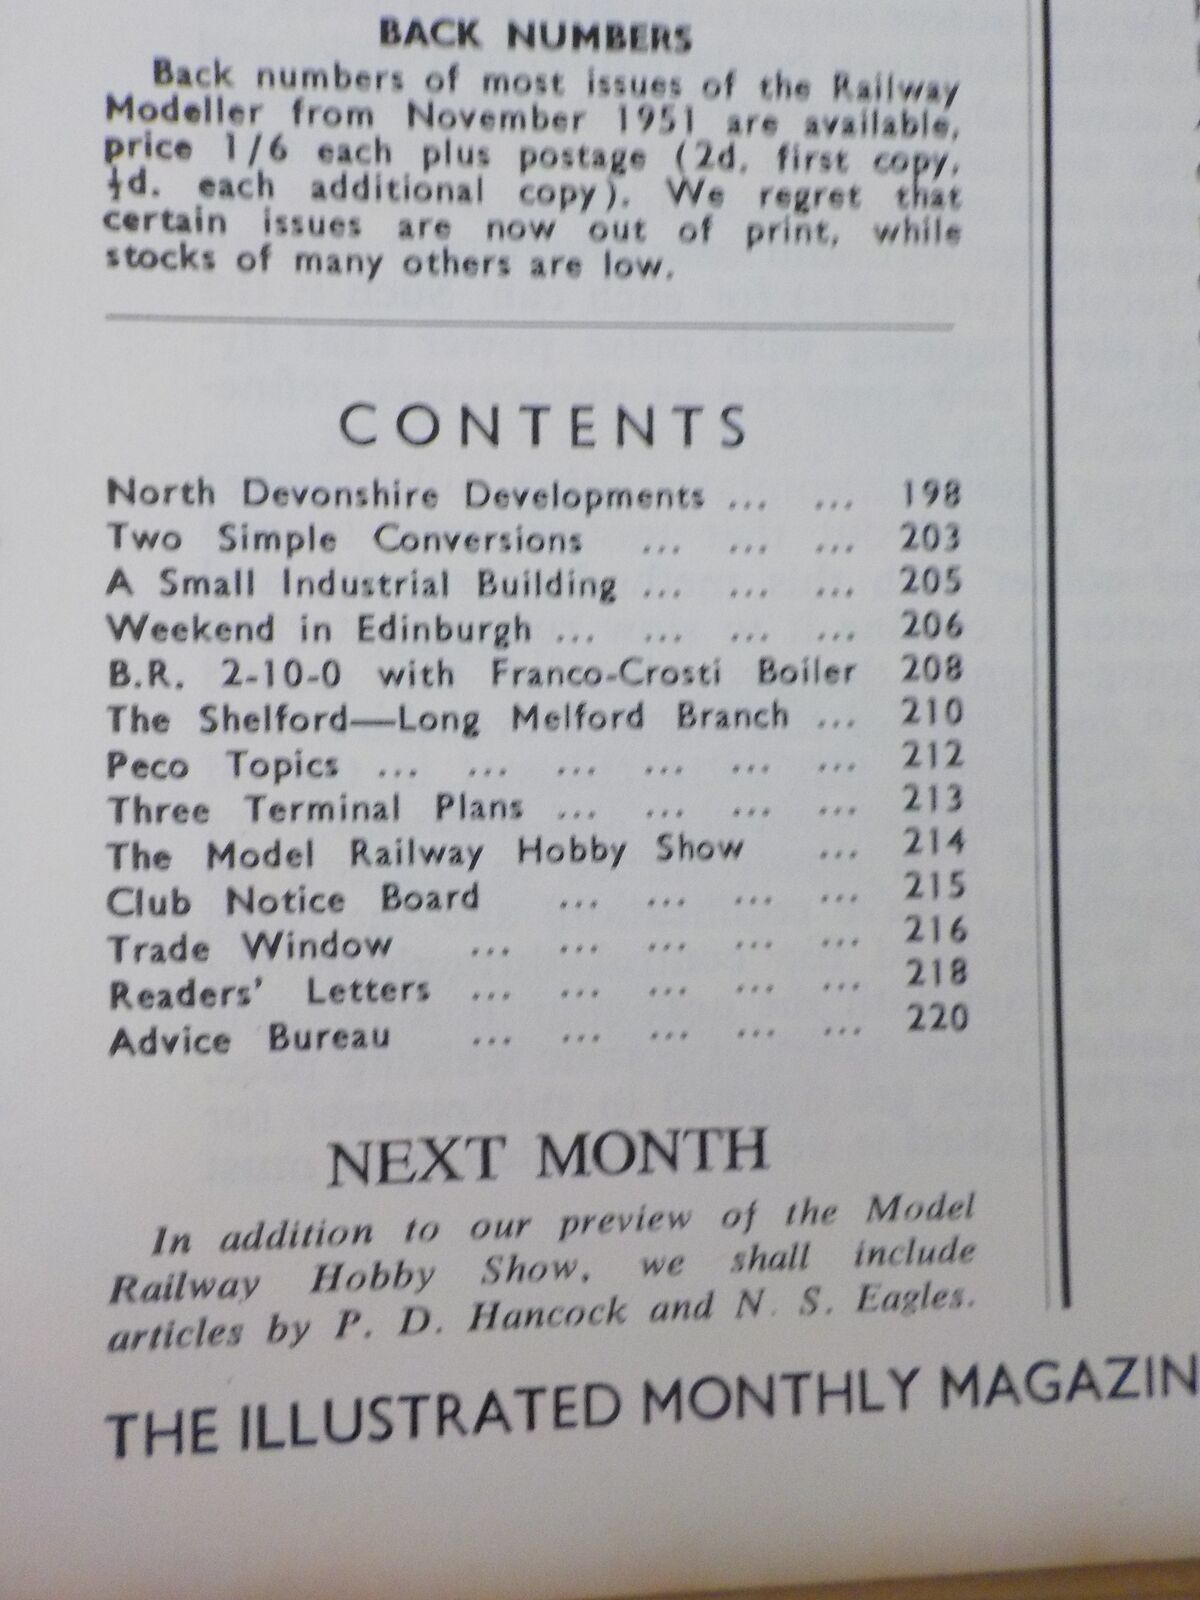 BACK NUMBERS
Back numbers of most issues of the Railway
Modeller from November 1951 are available,
price 1/6 each plus postage (2d. first copy,
½d. each additional copy). We regret that
certain issues are now out of print, while
stocks of many others are low.
CONTENTS
North Devonshire Developments ... ... 198
Two Simple Conversions ... ... ... 203
A Small Industrial Building ... ... ... 205
Weekend in Edinburgh ... ... ... ... 206
B.R. 2-10-0 with Franco-Crosti Boiler 208
The Shelford—Long Melford Branch ... 210
Peco Topics ... ... ... ... ... ... 212
Three Terminal Plans ... ... ... ... 213
The Model Railway Hobby Show ... 214
Club Notice Board ... ... ... ... 215
Trade Window ... ... ... ... ... 216
Readers' Letters ... ... ... ... ... 218
Advice Bureau ... ... ... ... ... 220
NEXT MONTH
In addition to our preview of the Model
Railway Hobby Show, we shall include
articles by P. D. Hancock and N. S. Eagles.
THE ILLUSTRATED MONTHLY MAGAZIN